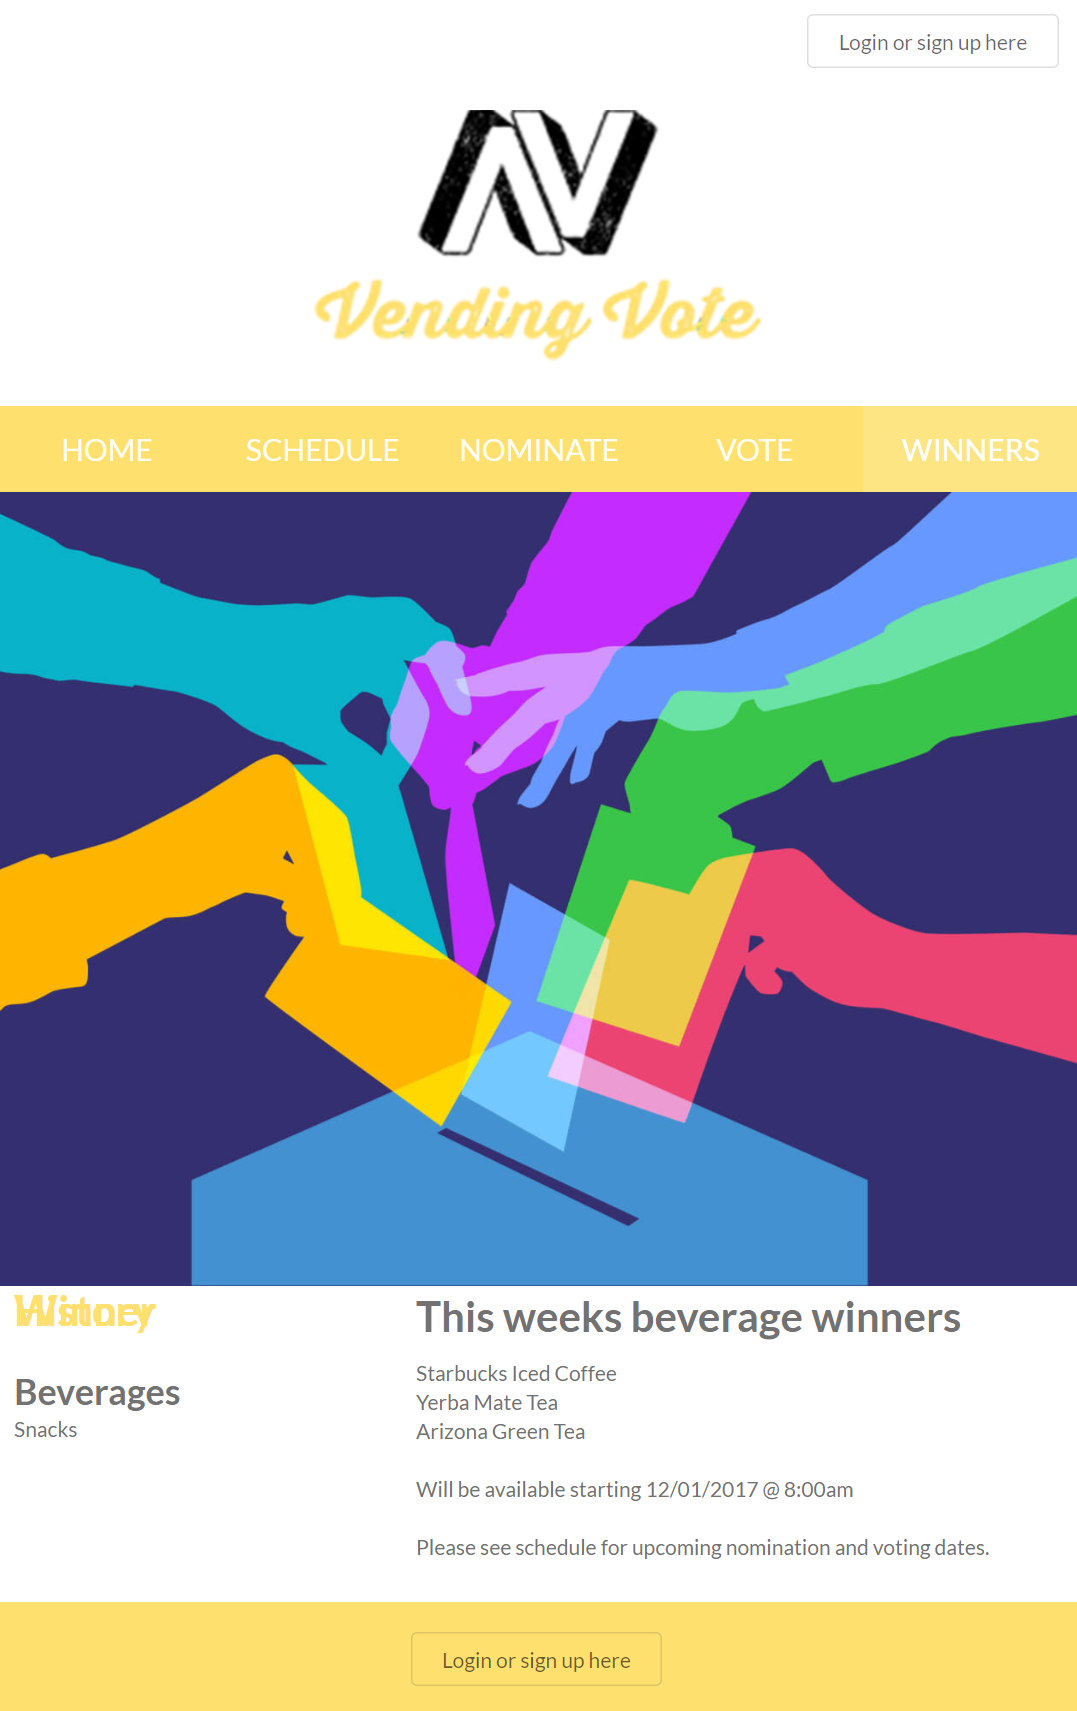 Login or sign up here
Vending Vote
HOME SCHEDULE NOMINATE VOTE WINNERS
This weeks beverage winners
Beverages
Snacks
Starbucks Iced Coffee
Yerba Mate Tea
Arizona Green Tea
Will be available starting 12/01/2017 @ 8:00am
Please see schedule for upcoming nomination and voting dates.
Login or sign up here